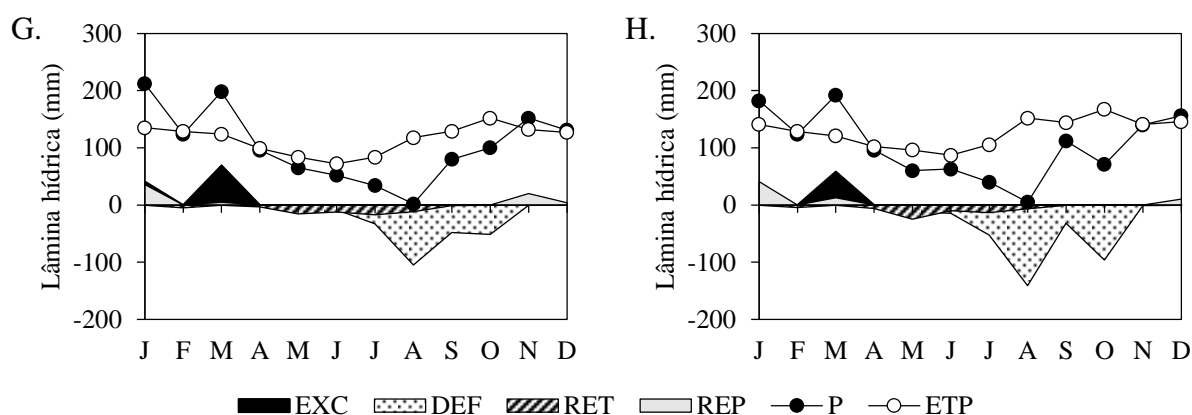 G.
Lâmina hídrica (mm)
300
200
100
0
-100
-200
J F M A M J J A S O N D
H.
Lâmina hídrica (mm)
300
200
100
0
-100
-200
J F M A M J J A S O N D
EXC DEF RET REP P ETP